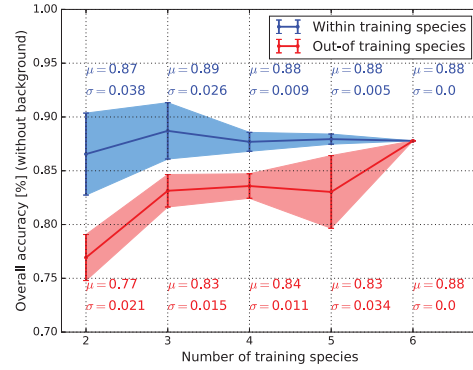 1.00
0.95
0.90
0.85
0.80
0.75
0.70
Overall accuracy [%] (without background)
Within training species
Out-of training species
μ = 0.87 μ = 0.89 μ = 0.88 μ = 0.88 μ = 0.88
σ = 0.038 σ = 0.026 σ = 0.009 σ = 0.005 σ = 0.0
μ = 0.77 μ = 0.83 μ = 0.84 μ = 0.83 μ = 0.88
σ = 0.021 σ = 0.015 σ = 0.011 σ = 0.034 σ = 0.0
2 3 4 5 6
Number of training species